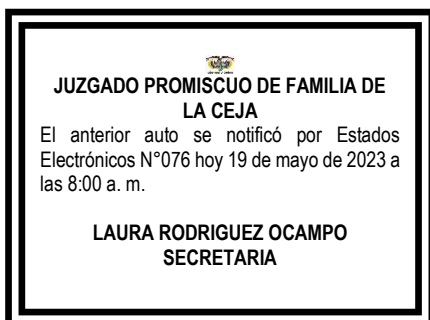 JUZGADO PROMISCUO DE FAMILIA DE
LA CEJA
El anterior auto se notificó por Estados
Electrónicos N°076 hoy 19 de mayo de 2023 a
las 8:00 a. m.
LAURA RODRIGUEZ OCAMPO
SECRETARIA